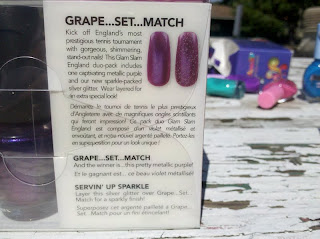 GRAPE...SET...MATCH
Kick off England's most
prestigious tennis tournament
with gorgeous, shimmering,
stand-out nails! This Glam Slam
England duo-pack includes
one captivating metallic purple
and our new sparkle-packed
silver glitter. Wear layered for
an extra special look!
Démarrez le tournoi de tennis le plus prestigieux
d'Angleterre avec de magnifiques ongles scintillants
qui feront impression! Ce pack duo Glam Slam
England est composé d'un violet métallisé et
envoûtant, et notre nouvel argenté pailleté. Portez-les
en superposition pour un look unique!
GRAPE...SET...MATCH
And the winner is...this pretty metallic purple!
Et le gagnant est... ce beau violet métallisé!
SERVIN' UP SPARKLE
Layer this silver glitter over Grape...Set...
Match for a sparkly finish!
Superposez cet argenté pailleté à Grape...
Set... Match pour un fini étincelant!